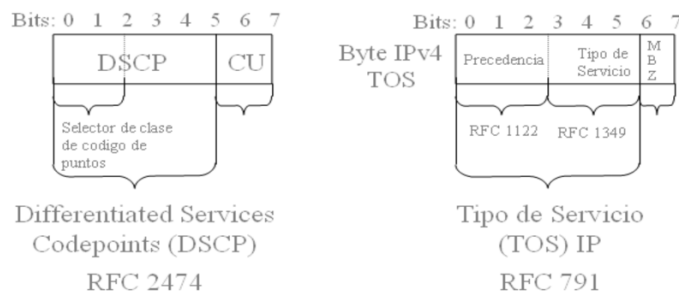 Bits: 0 1 2 3 4 5 6 7
DSCP CU
Selector de clase
de codigo de
puntos
Differentiated Services
Codepoints (DSCP)
RFC 2474
Bits: 0 1 2 3 4 5 6 7
Byte IPv4
TOS
Precedencia
Tipo de
Servicio
M
B
Z
RFC 1122 RFC 1349
Tipo de Servicio
(TOS) IP
RFC 791